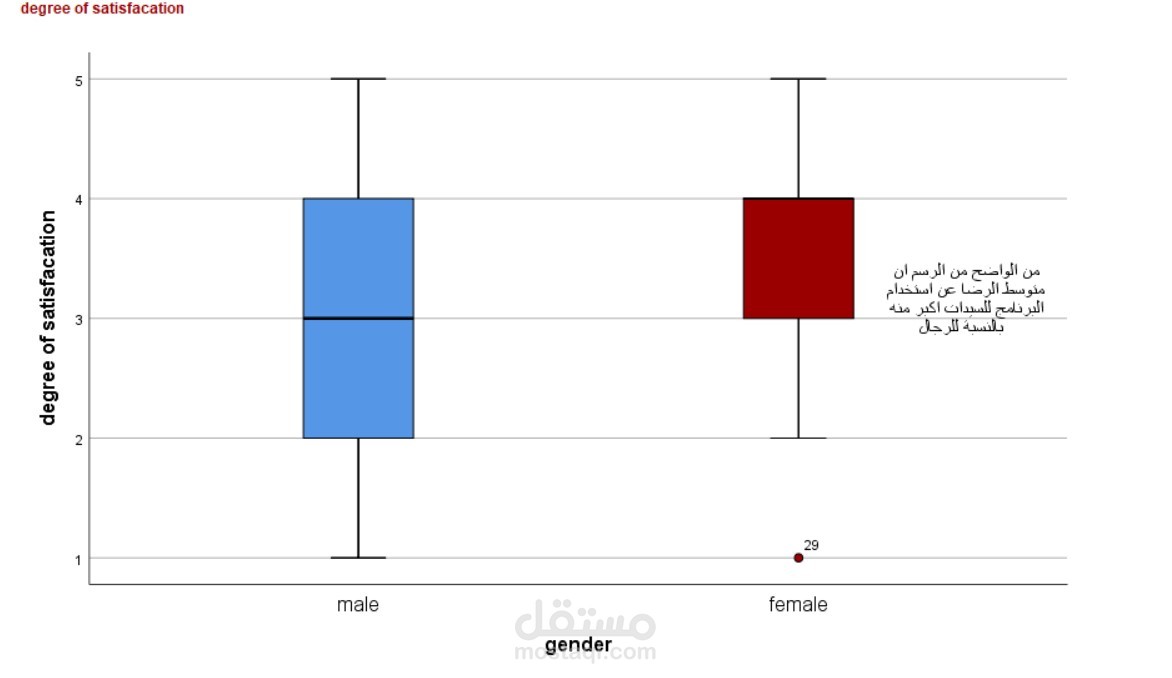 degree of satisfacation
degree of satisfacation
5
4
3
2
1
من الواضح من الرسم ان
متوسط الرضا عن استخدام
البرنامج للسيدات اكبر منه
بالنسبة للرجال
29
male
female
gender
مستقل
mostaql.com